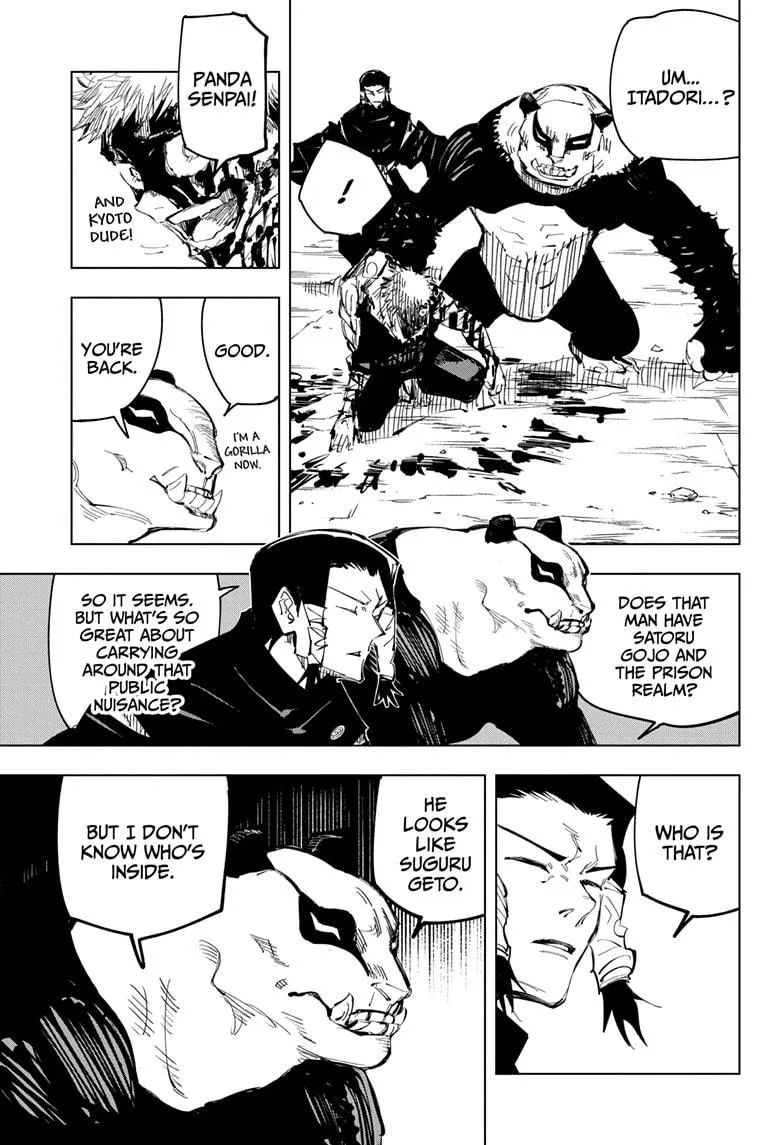 UM...
ITADORI...?
PANDA
SENPAI!
AND
KYOTO
DUDE!
GOOD.
YOU'RE
BACK.
I'M A
GORILLA
NOW.
DOES THAT
MAN HAVE
SATORU
GOJO AND
THE PRISON
REALM?
SO IT SEEMS.
BUT WHAT'S SO
GREAT ABOUT
CARRYING
AROUND THAT
PUBLIC
NUISANCE?
WHO IS
THAT?
HE
LOOKS
LIKE
SUGURU
GETO.
BUT I DON'T
KNOW WHO'S
INSIDE.